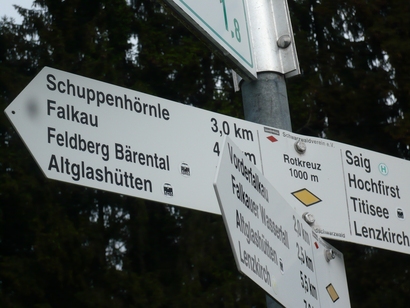 1,8
Schuppenhörnle 3,0 km
Falkau 4
Feldberg Bärental
Altglashütten
Schwarzwaldverein e.V.
Rotkreuz
1000 m
Saig H
Hochfirst
Titisee
Lenzkirch
Vorderfalkau
Falkauer Wasserfall
Altglashütten
Lenzkirch